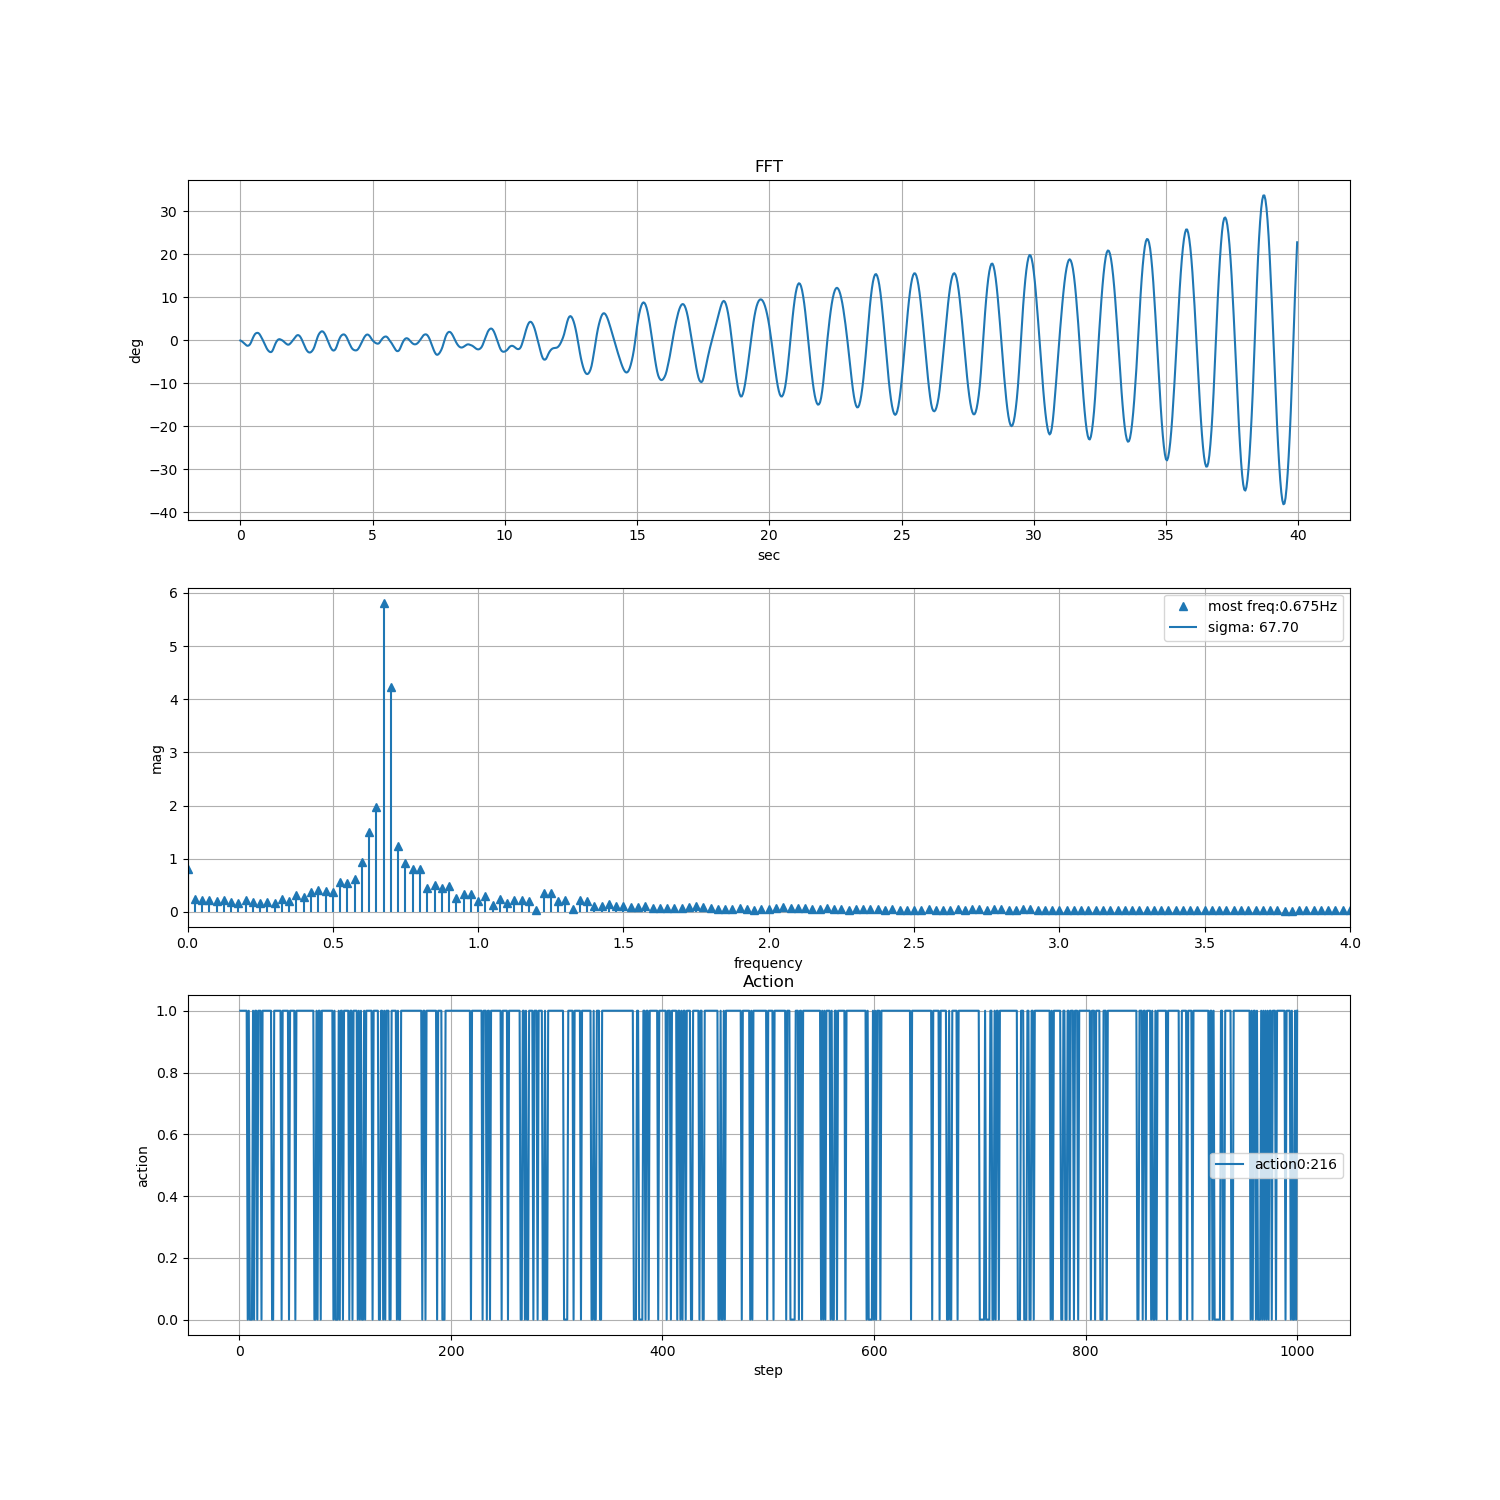 FFT
30
20
10
0
−10
−20
−30
−40
deg
0 5 10 15 20 25 30 35 40
sec
6
5
4
3
2
1
0
mag
most freq:0.675Hz
sigma: 67.70
0.0 0.5 1.0 1.5 2.0 2.5 3.0 3.5 4.0
frequency
Action
1.0
0.8
0.6
0.4
0.2
0.0
action
action0:216
0 200 400 600 800 1000
step